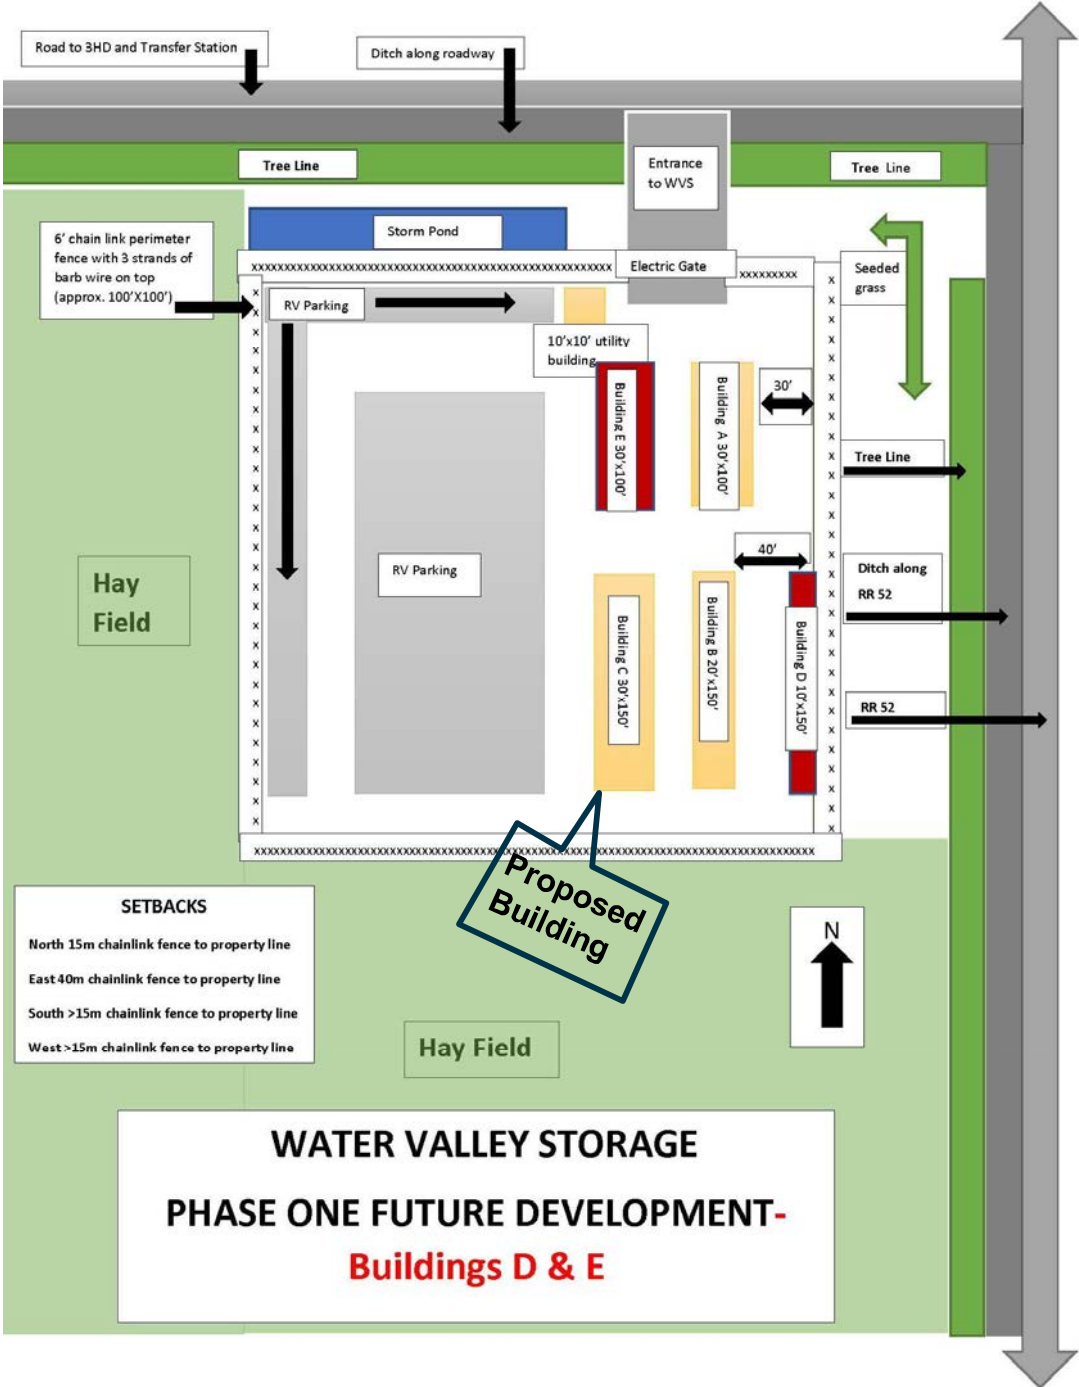 Road to 3HD and Transfer Station
Ditch along roadway
Tree Line
Entrance
to WVS
Tree Line
Storm Pond
6' chain link perimeter
fence with 3 strands of
barb wire on top
(approx. 100'X100')
xxxxxxxxxxxxxxxxxxxxxxxxxxxxxxxxxxxxxxxxxxxxxxxxxx
Electric Gate
xxxxxxxxx
Seeded
grass
RV Parking
10'x10' utility
building
30'
Building E 30'x100'
Building A 30'x100'
Tree Line
40'
RV Parking
Ditch along
RR 52
Hay
Field
Building C 30'x150'
Building B 20'x150'
Building D 10'x150'
RR 52
xxxxxxxxxxxxxxxxxxxxxxxxxxxxxxxxxxxxxxxxxxxxxxxxxxxxxxxxxxxxxxxxxxxxxxxxxxxxxxxxxxxxxxx
Proposed
Building
SETBACKS
North 15m chainlink fence to property line
East 40m chainlink fence to property line
South >15m chainlink fence to property line
West >15m chainlink fence to property line
N
Hay Field
WATER VALLEY STORAGE
PHASE ONE FUTURE DEVELOPMENT-
Buildings D & E